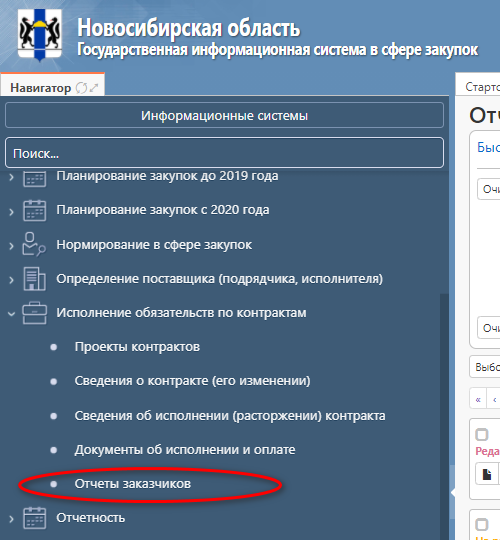 Новосибирская область
Государственная информационная система в сфере закупок
Навигатор
Старто
Информационные системы
Поиск...
Планирование закупок до 2019 года
Планирование закупок с 2020 года
Нормирование в сфере закупок
Определение поставщика (подрядчика, исполнителя)
Исполнение обязательств по контрактам
Проекты контрактов
Сведения о контракте (его изменении)
Сведения об исполнении (расторжении) контракта
Документы об исполнении и оплате
Отчеты заказчиков
Отчетность
Отч
Быс
Очи
Очи
Выбо
« ‹
Реда